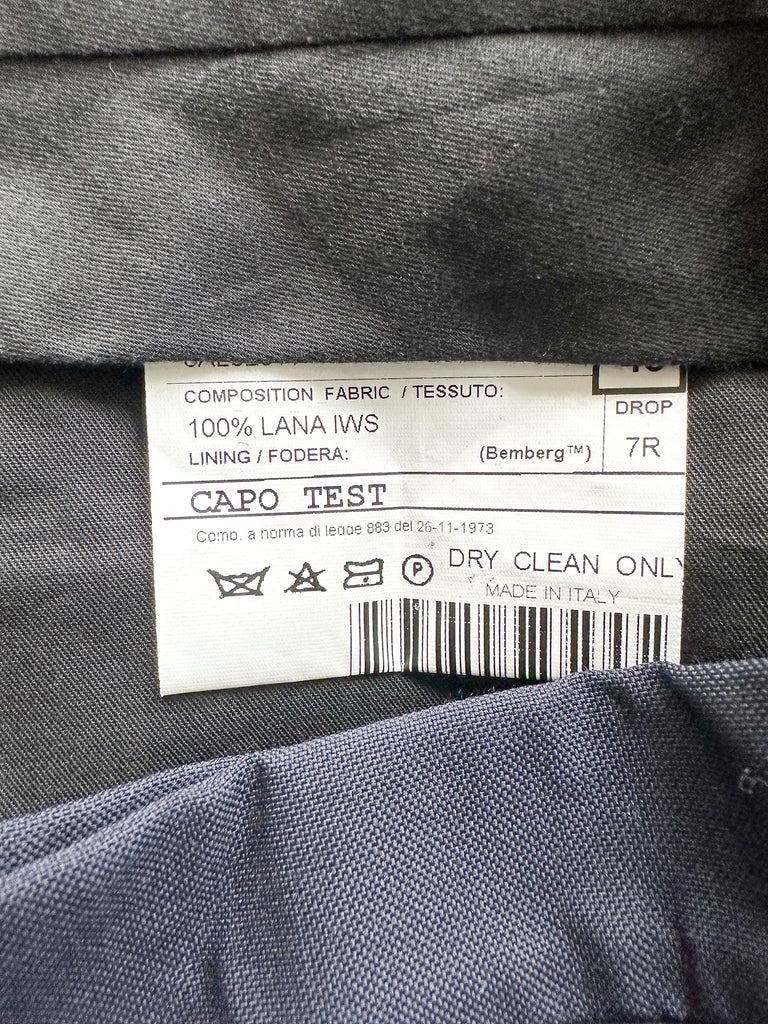 COMPOSITION FABRIC / TESSUTO:
100% LANA IWS
DROP
7R
LINING / FODERA: (Bemberg™)
CAPO TEST
Comp. a norma di legge 883 del 26-11-1973
P
DRY CLEAN ONLY
MADE IN ITALY